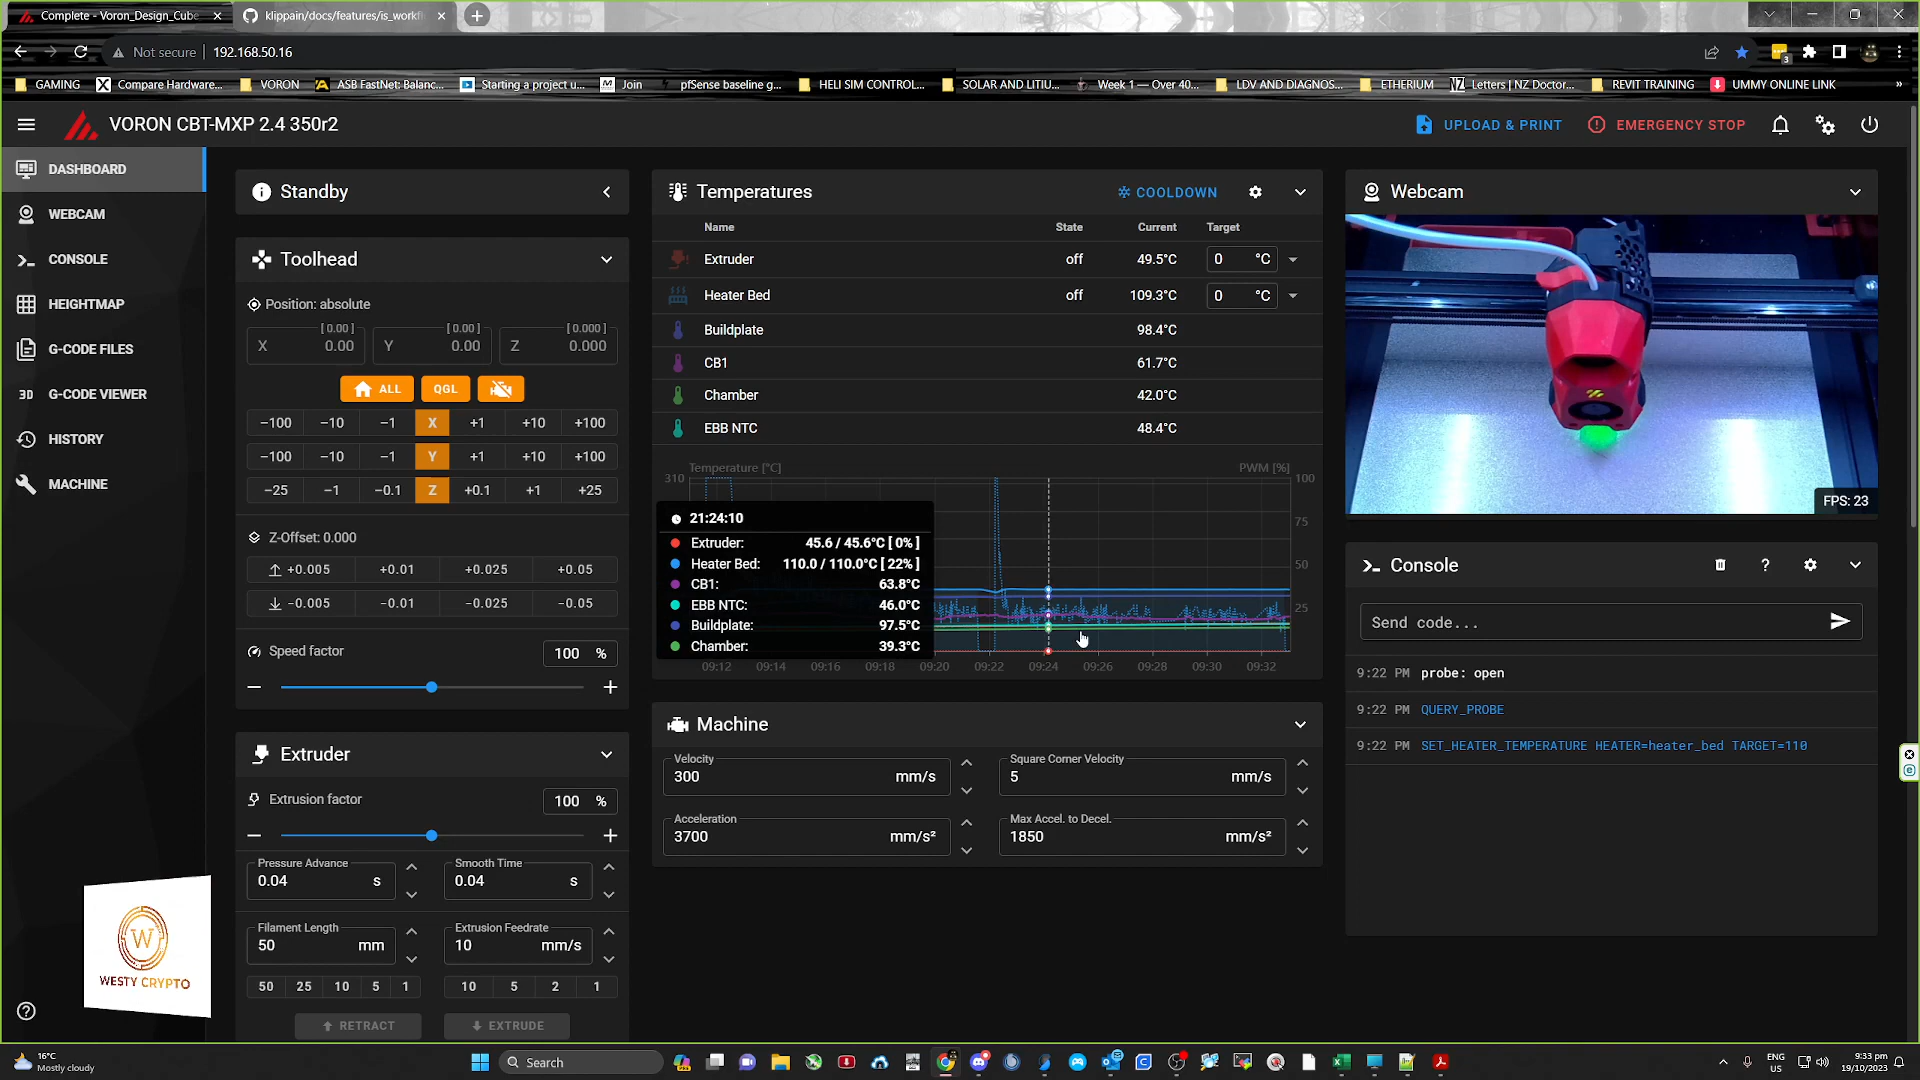 Complete - Voron_Design_Cube
klippain/docs/features/is_workfl
Not secure
192.168.50.16
GAMING
Compare Hardware...
VORON
ASB FastNet: Balanc...
Starting a project u...
Join
pfSense baseline g...
HELI SIM CONTROL...
SOLAR AND LITIU...
Week 1 — Over 40...
LDV AND DIAGNOS...
ETHERIUM
Letters | NZ Doctor...
REVIT TRAINING
UMMY ONLINE LINK
»
VORON CBT-MXP 2.4 350r2
UPLOAD & PRINT
EMERGENCY STOP
DASHBOARD
WEBCAM
CONSOLE
HEIGHTMAP
G-CODE FILES
3D G-CODE VIEWER
HISTORY
MACHINE
Standby
Toolhead
Position: absolute
[ 0.00 ] [ 0.00 ] [ 0.000 ]
X 0.00 Y 0.00 Z 0.000
ALL QGL
−100 −10 −1 X +1 +10 +100
−100 −10 −1 Y +1 +10 +100
−25 −1 −0.1 Z +0.1 +1 +25
Z-Offset: 0.000
+0.005 +0.01 +0.025 +0.05
−0.005 −0.01 −0.025 −0.05
Speed factor 100 %
Extruder
Extrusion factor 100 %
Pressure Advance Smooth Time
0.04 s 0.04 s
Filament Length Extrusion Feedrate
50 mm 10 mm/s
50 25 10 5 1 10 5 2 1
RETRACT EXTRUDE
WESTY CRYPTO
W
Temperatures
COOLDOWN
Name State Current Target
Extruder off 49.5°C 0 °C
Heater Bed off 109.3°C 0 °C
Buildplate 98.4°C
CB1 61.7°C
Chamber 42.0°C
EBB NTC 48.4°C
Temperature [°C] PWM [%]
310 100
75
50
25
21:24:10
Extruder: 45.6 / 45.6°C [ 0% ]
Heater Bed: 110.0 / 110.0°C [ 22% ]
CB1: 63.8°C
EBB NTC: 46.0°C
Buildplate: 97.5°C
Chamber: 39.3°C
09:12 09:14 09:16 09:18 09:20 09:22 09:24 09:26 09:28 09:30 09:32
Machine
Velocity Square Corner Velocity
300 mm/s 5 mm/s
Acceleration Max Accel. to Decel.
3700 mm/s² 1850 mm/s²
Webcam
FPS: 23
Console
Send code...
9:22 PM probe: open
9:22 PM QUERY_PROBE
9:22 PM SET_HEATER_TEMPERATURE HEATER=heater_bed TARGET=110
16°C
Mostly cloudy
Search
ENG
US
9:33 pm
19/10/2023